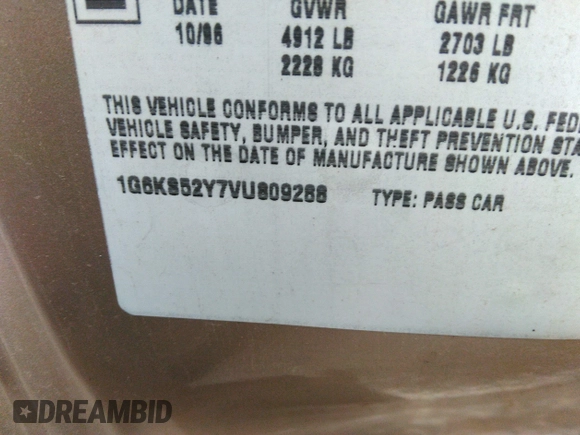 DATE GVWR GAWR FRT
10/96 4912 LB 2703 LB
2228 KG 1226 KG
THIS VEHICLE CONFORMS TO ALL APPLICABLE U.S. FED
VEHICLE SAFETY, BUMPER, AND THEFT PREVENTION STA
EFFECT ON THE DATE OF MANUFACTURE SHOWN ABOVE.
TYPE: PASS CAR
DREAMBID